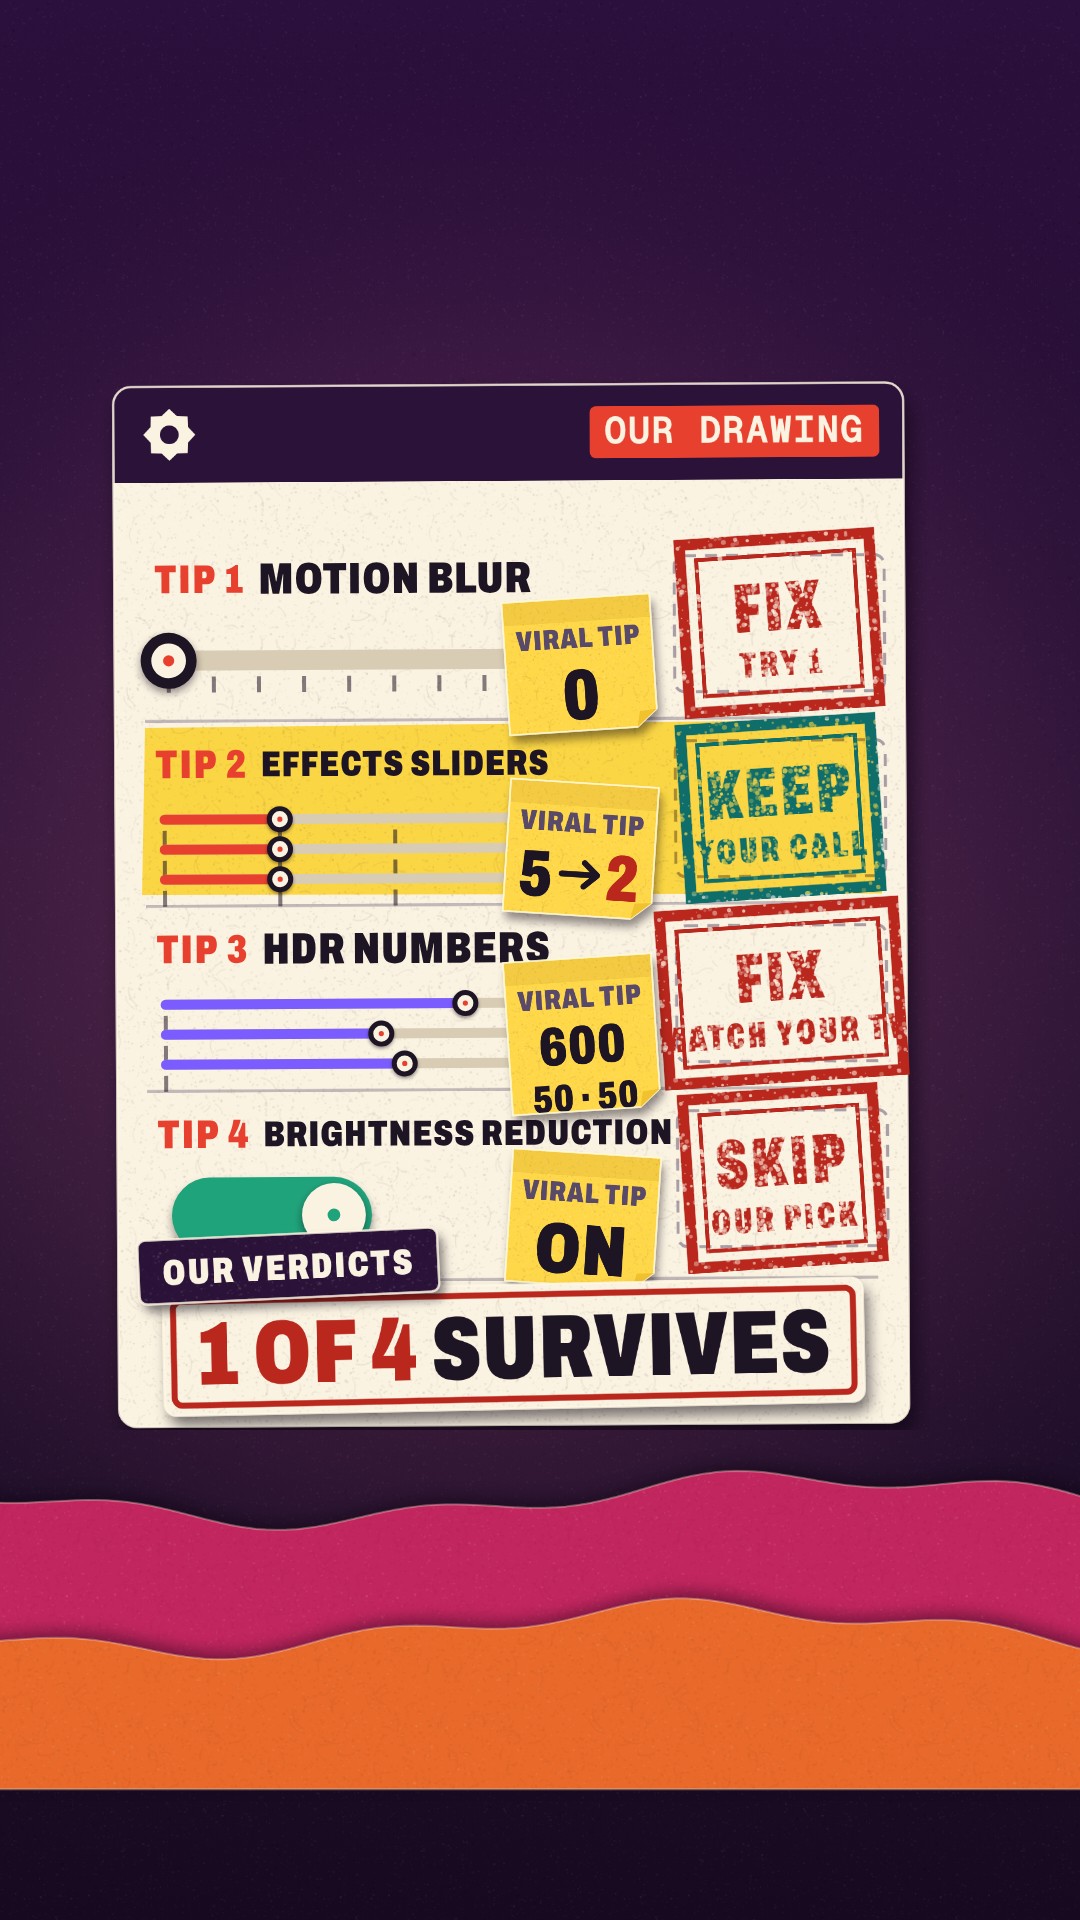 OUR DRAWING
TIP 1 MOTION BLUR
VIRAL TIP
0
FIX
TRY 1
TIP 2 EFFECTS SLIDERS
VIRAL TIP
5→2
KEEP
YOUR CALL
TIP 3 HDR NUMBERS
VIRAL TIP
600
50·50
FIX
YOUR
TIP 4 BRIGHTNESS REDUCTION
VIRAL TIP
ON
SKIP
OUR PICK
OUR VERDICTS
1 OF 4 SURVIVES